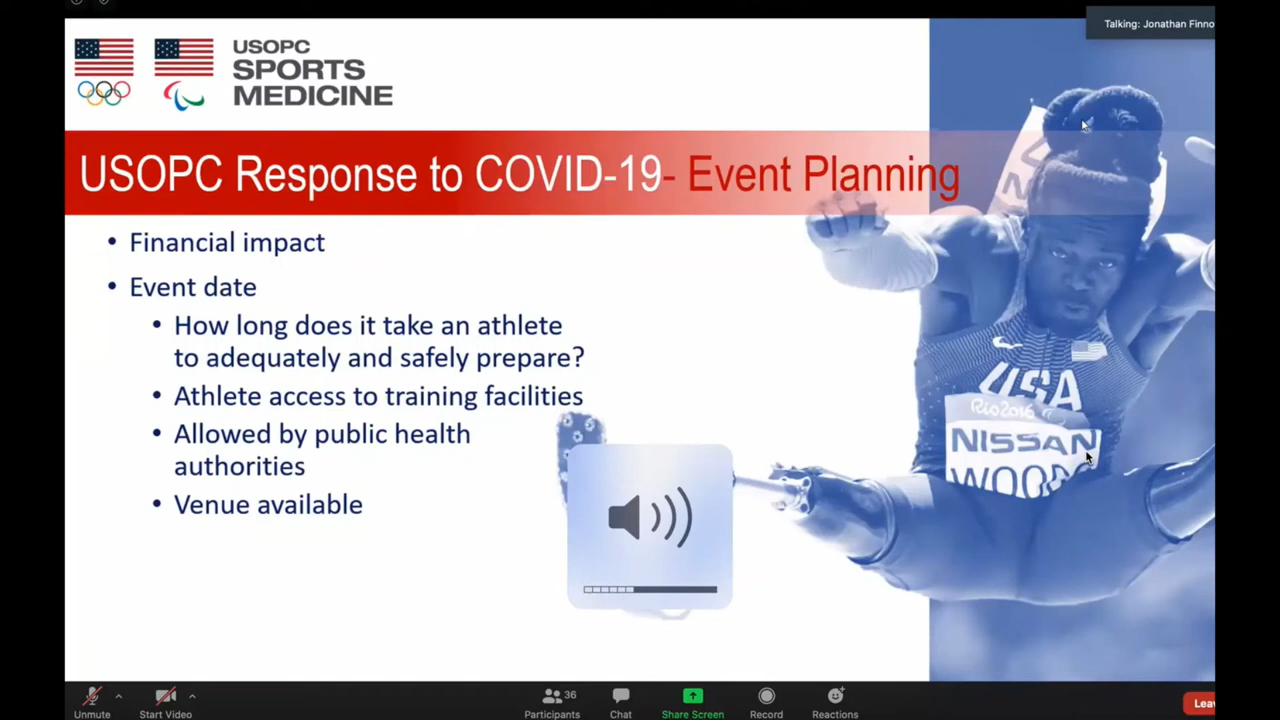 Talking: Jonathan Finno
USOPC
SPORTS
MEDICINE
USOPC Response to COVID-19- Event Planning
• Financial impact
• Event date
• How long does it take an athlete
to adequately and safely prepare?
• Athlete access to training facilities
• Allowed by public health
authorities
• Venue available
USA
Rio2016
NISSAN
Unmute
Start Video
36
Participants
Chat
Share Screen
Record
Reactions
Leav